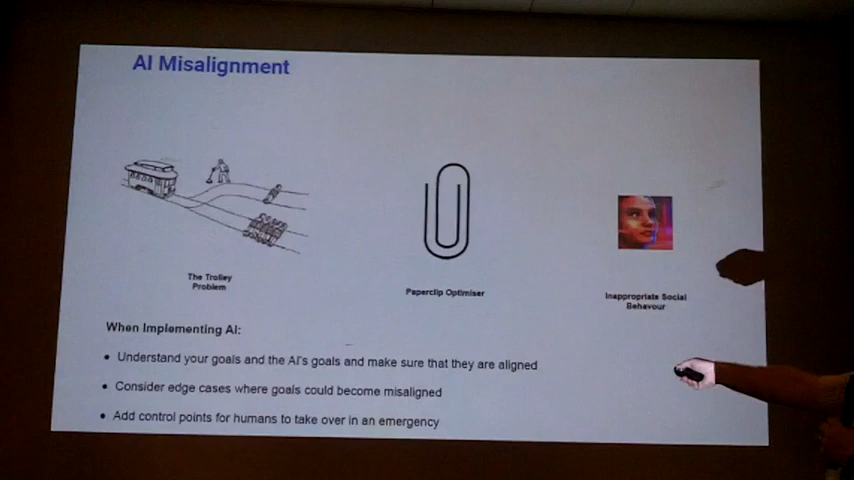 AI Misalignment
The Trolley
Problem
Paperclip Optimiser
Inappropriate Social
Behavour
When Implementing AI:
• Understand your goals and the AI's goals and make sure that they are aligned
• Consider edge cases where goals could become misaligned
• Add control points for humans to take over in an emergency